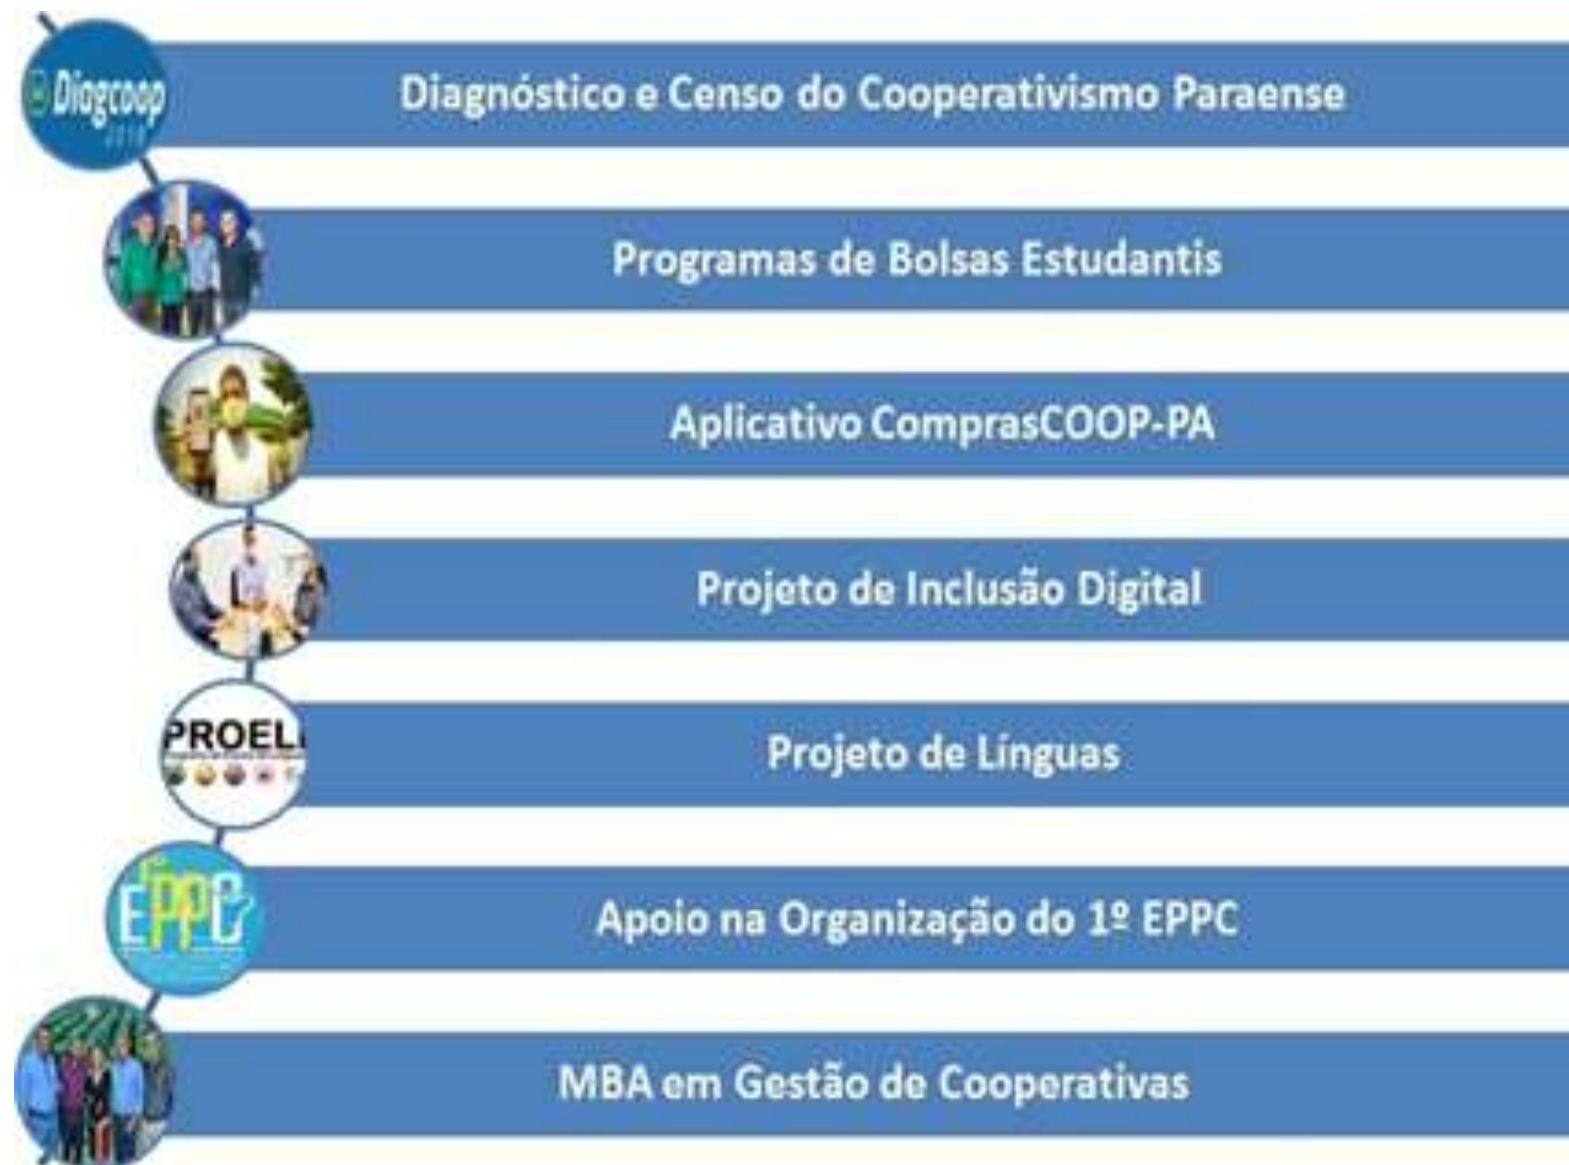 Diagcoop
Diagnóstico e Censo do Cooperativismo Paraense
Programas de Bolsas Estudantis
Aplicativo ComprasCOOP-PA
Projeto de Inclusão Digital
PROEL
Projeto de Línguas
EPPC
Apoio na Organização do 1º EPPC
MBA em Gestão de Cooperativas